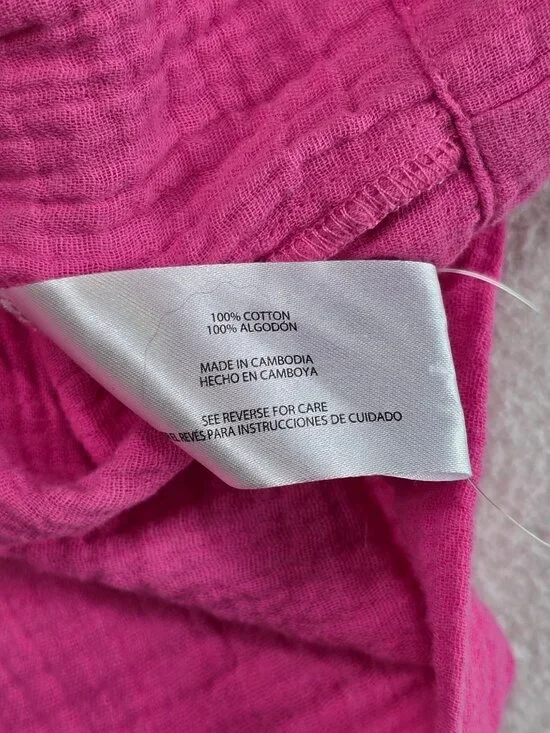 100% COTTON
100% ALGODÓN
MADE IN CAMBODIA
HECHO EN CAMBOYA
SEE REVERSE FOR CARE
EL REVÉS PARA INSTRUCCIONES DE CUIDADO